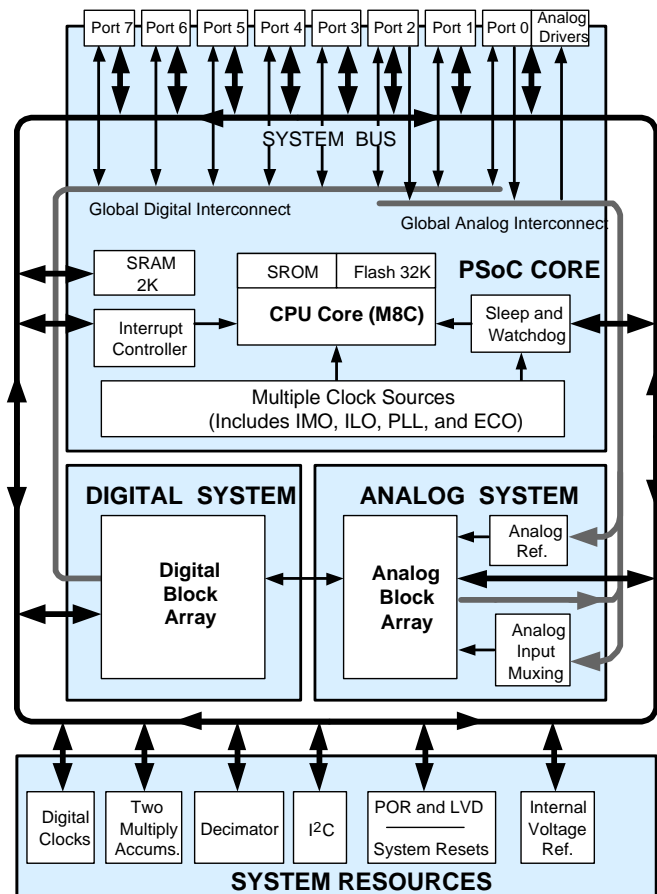 Port 7 Port 6 Port 5 Port 4 Port 3 Port 2 Port 1 Port 0 Analog
Drivers
SYSTEM BUS
Global Digital Interconnect
Global Analog Interconnect
PSoC CORE
SRAM
2K
SROM Flash 32K
CPU Core (M8C)
Interrupt
Controller
Sleep and
Watchdog
Multiple Clock Sources
(Includes IMO, ILO, PLL, and ECO)
DIGITAL SYSTEM
Digital
Block
Array
ANALOG SYSTEM
Analog
Block
Array
Analog
Ref.
Analog
Input
Muxing
Digital
Clocks
Two
Multiply
Accums.
Decimator
I²C
POR and LVD
System Resets
Internal
Voltage
Ref.
SYSTEM RESOURCES